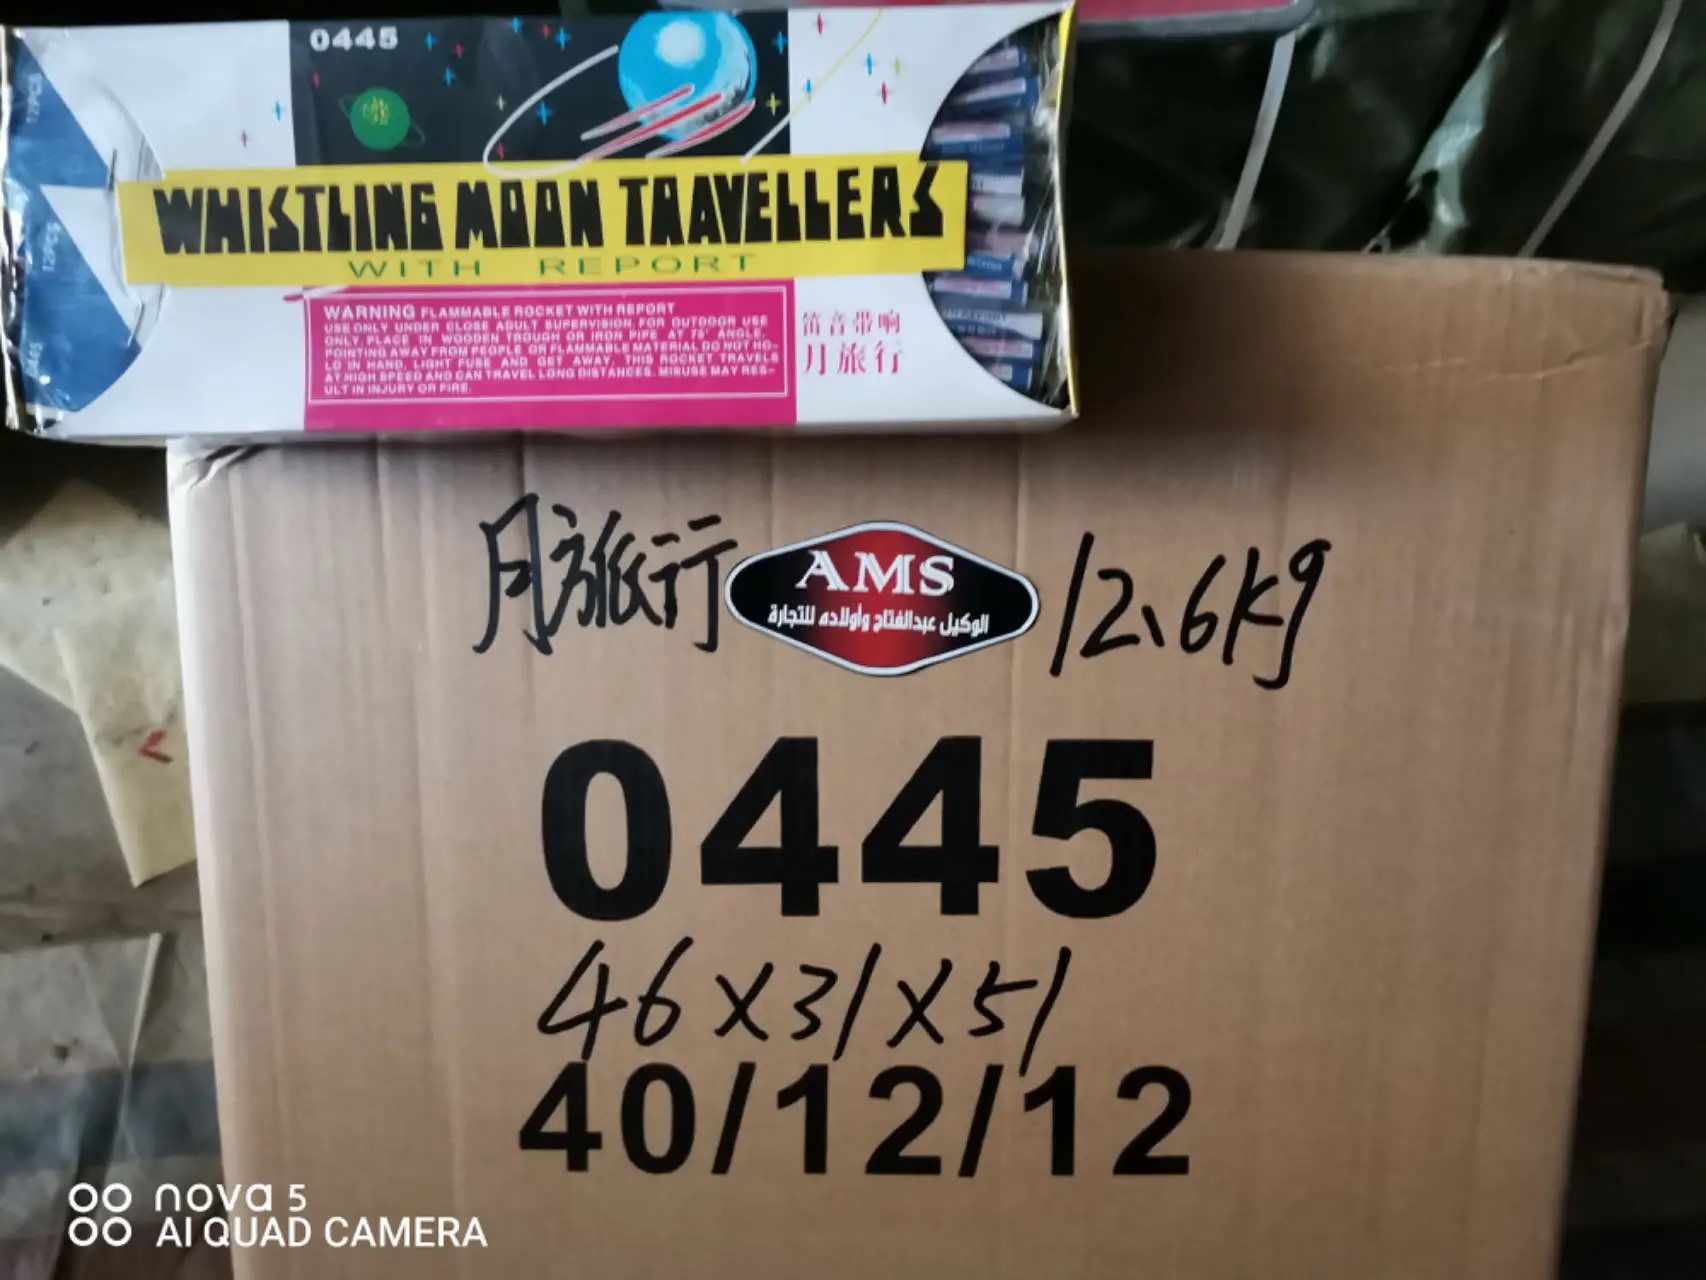 0445
WHISTLING MOON TRAVELLERS
WITH REPORT
WARNING FLAMMABLE ROCKET WITH REPORT
USE ONLY UNDER CLOSE ADULT SUPERVISION, FOR OUTDOOR USE
ONLY. PLACE IN WOODEN TROUGH OR IRON PIPE AT 75° ANGLE,
POINTING AWAY FROM PEOPLE OR FLAMMABLE MATERIAL DO NOT HO-
LD IN HAND, LIGHT FUSE AND GET AWAY. THIS ROCKET TRAVELS
AT HIGH SPEED AND CAN TRAVEL LONG DISTANCES. MISUSE MAY RES-
ULT IN INJURY OR FIRE.
笛音带响
月旅行
12PCS
12PCS
0445
月旅行
AMS
الوكيل عبدالفتاح وأولاده للتجارة
12.6kg
0445
46X31X51
40/12/12
nova 5
AI QUAD CAMERA